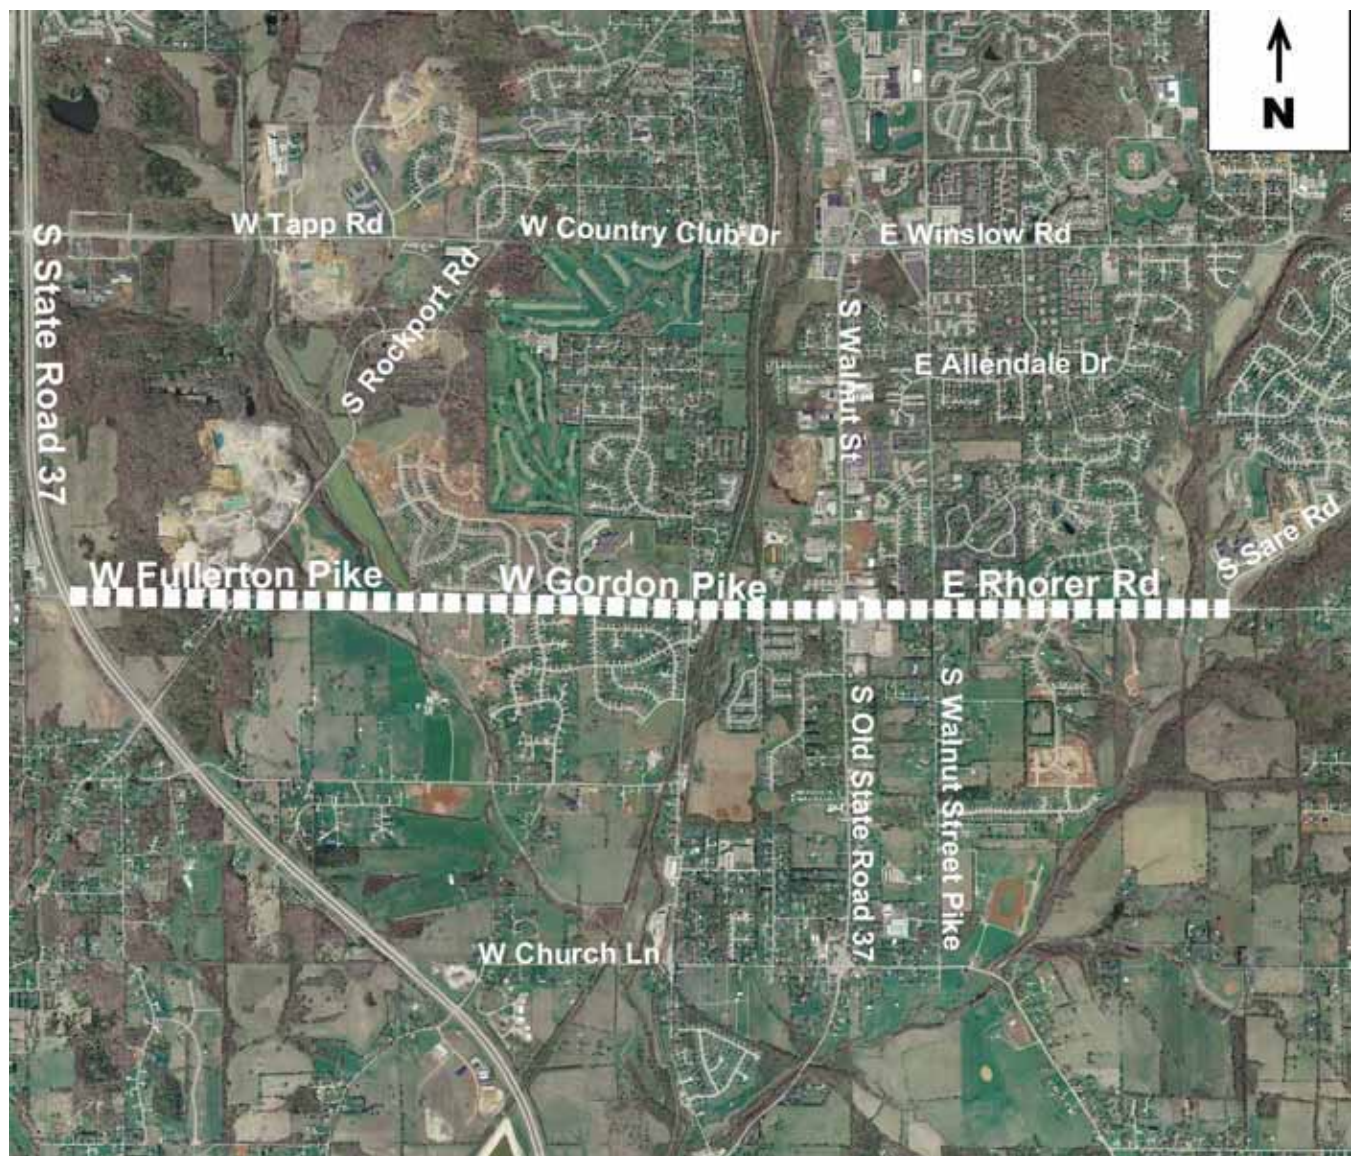 N
W Tapp Rd
W Country Club Dr
E Winslow Rd
S State Road 37
S Rockport Rd
S Walnut St
E Allendale Dr
S Sare Rd
W Fullerton Pike
W Gordon Pike
E Rhorer Rd
S Old State Road 37
S Walnut Street Pike
W Church Ln